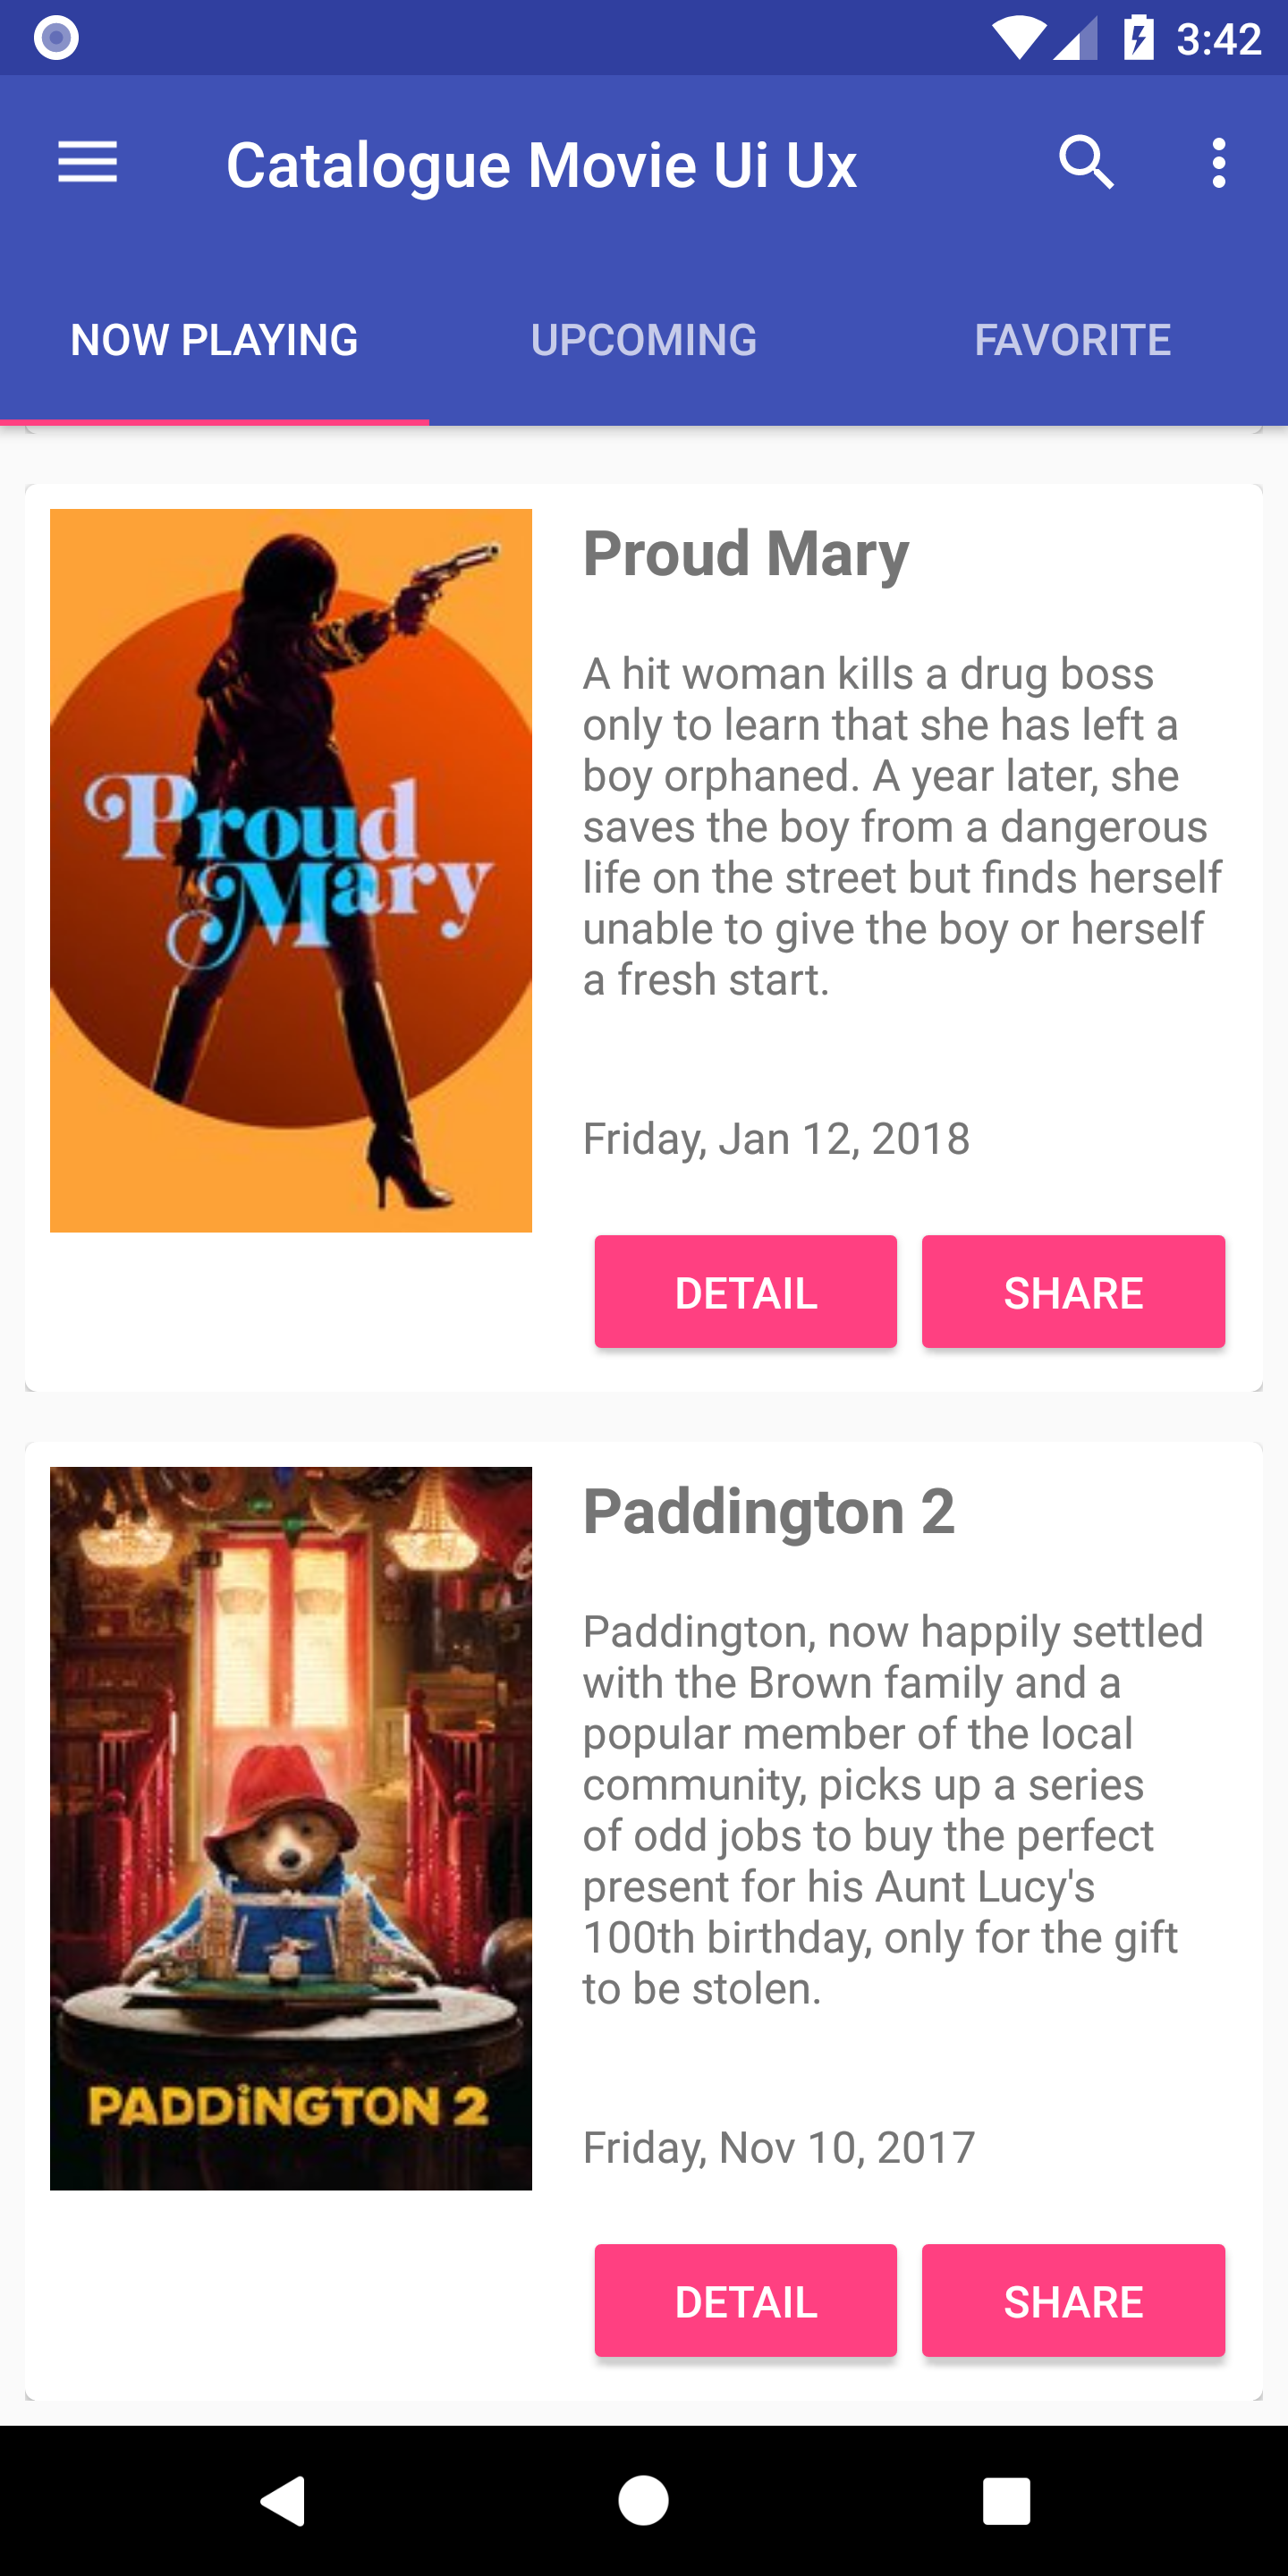 3:42
Catalogue Movie Ui Ux
NOW PLAYING
UPCOMING
FAVORITE
Proud
Mary
Proud Mary
A hit woman kills a drug boss
only to learn that she has left a
boy orphaned. A year later, she
saves the boy from a dangerous
life on the street but finds herself
unable to give the boy or herself
a fresh start.
Friday, Jan 12, 2018
DETAIL
SHARE
PADDiNGTON 2
Paddington 2
Paddington, now happily settled
with the Brown family and a
popular member of the local
community, picks up a series
of odd jobs to buy the perfect
present for his Aunt Lucy's
100th birthday, only for the gift
to be stolen.
Friday, Nov 10, 2017
DETAIL
SHARE